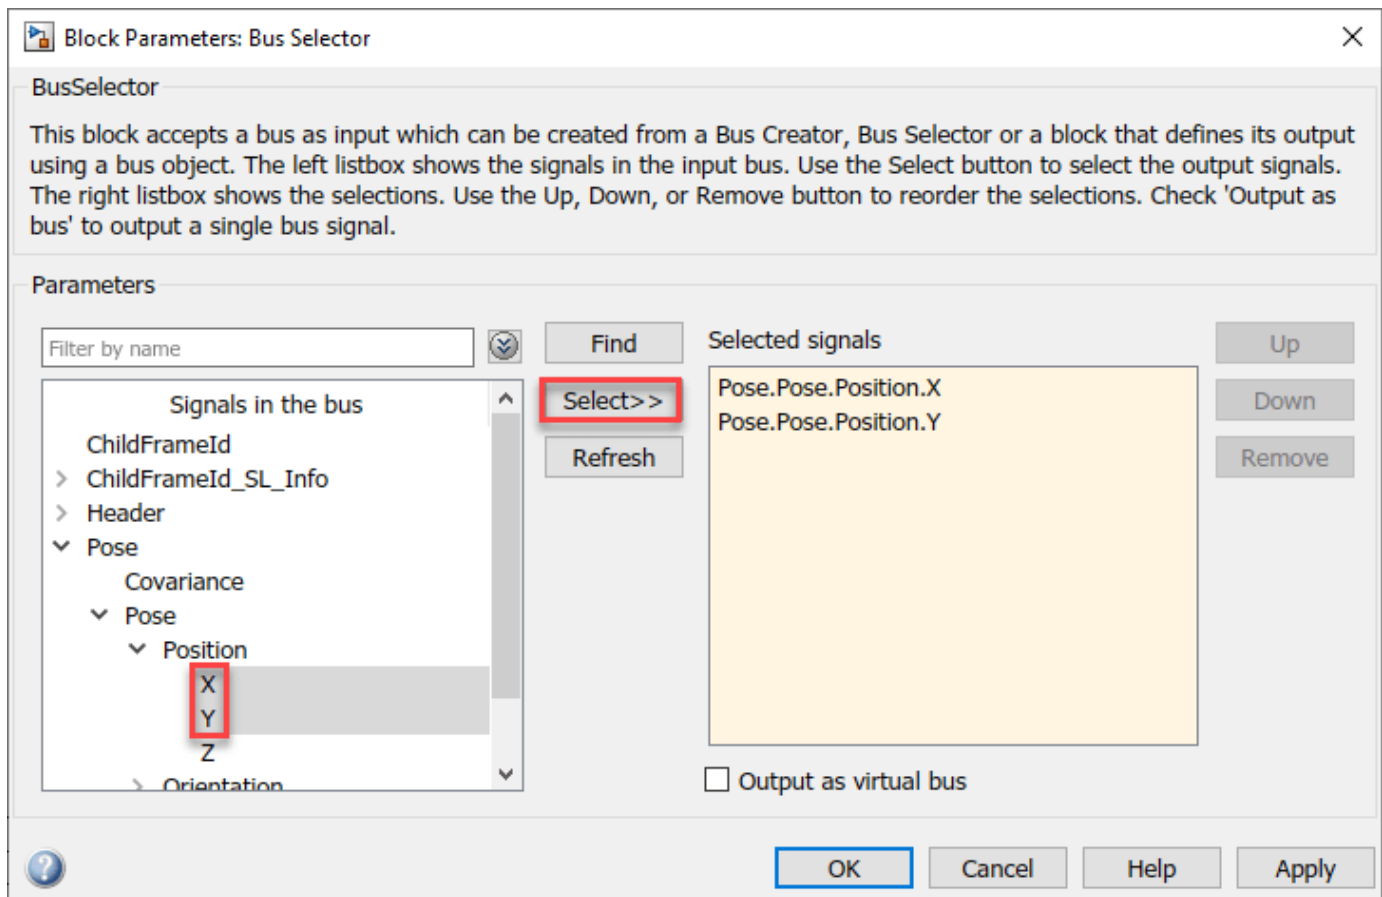 Block Parameters: Bus Selector
BusSelector
This block accepts a bus as input which can be created from a Bus Creator, Bus Selector or a block that defines its output
using a bus object. The left listbox shows the signals in the input bus. Use the Select button to select the output signals.
The right listbox shows the selections. Use the Up, Down, or Remove button to reorder the selections. Check 'Output as
bus' to output a single bus signal.
Parameters
Filter by name
Signals in the bus
ChildFrameId
ChildFrameId_SL_Info
Header
Pose
Covariance
Pose
Position
X
Y
Z
Orientation
Find
Select>>
Refresh
Selected signals
Pose.Pose.Position.X
Pose.Pose.Position.Y
Output as virtual bus
Up
Down
Remove
OK
Cancel
Help
Apply